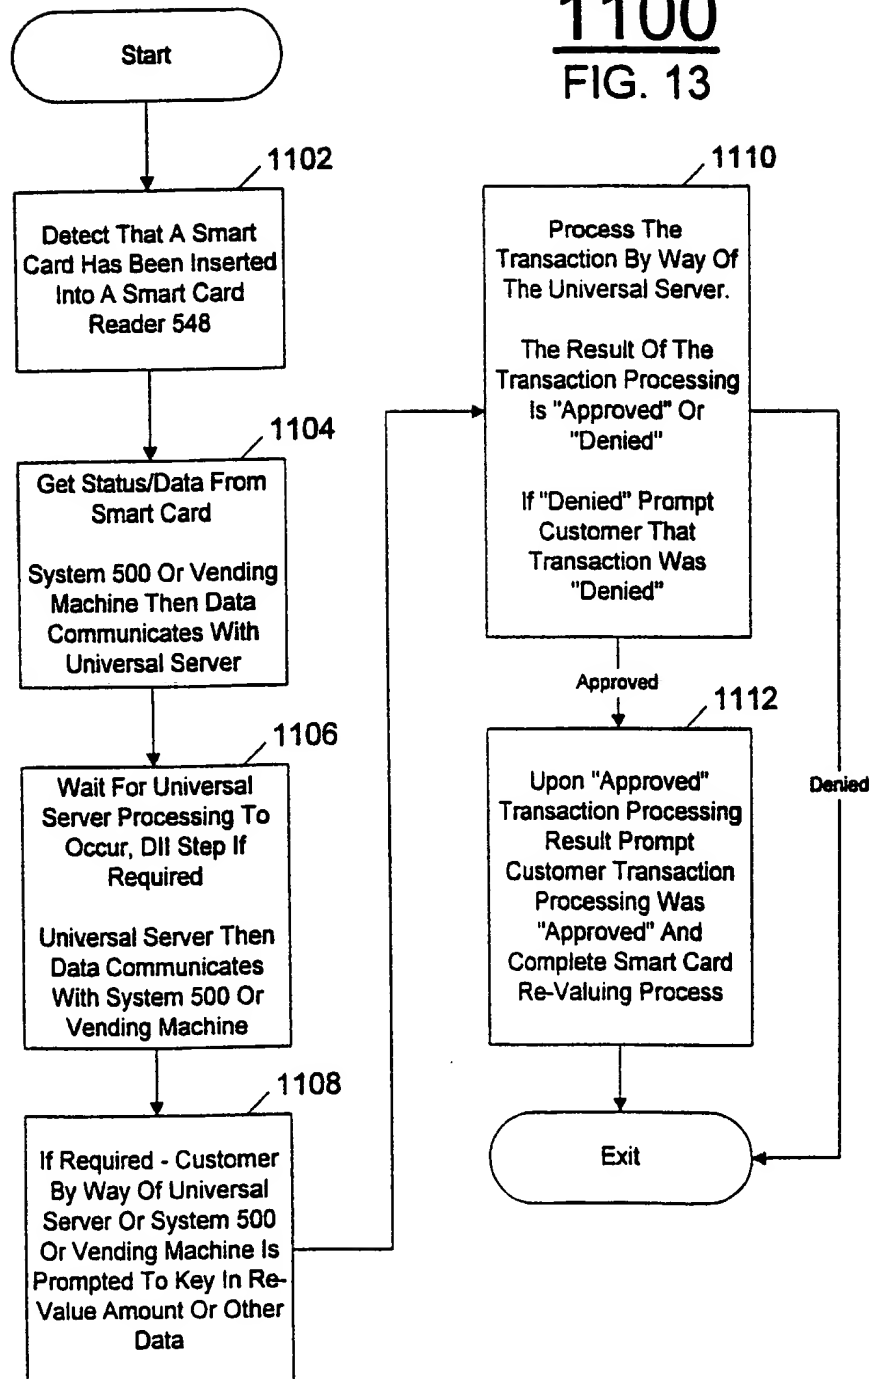 1100
FIG. 13
Start
1102
Detect That A Smart
Card Has Been Inserted
Into A Smart Card
Reader 548
1104
Get Status/Data From
Smart Card
System 500 Or Vending
Machine Then Data
Communicates With
Universal Server
1106
Wait For Universal
Server Processing To
Occur, DII Step If
Required
Universal Server Then
Data Communicates
With System 500 Or
Vending Machine
1108
If Required - Customer
By Way Of Universal
Server Or System 500
Or Vending Machine Is
Prompted To Key In Re-
Value Amount Or Other
Data
1110
Process The
Transaction By Way Of
The Universal Server.
The Result Of The
Transaction Processing
Is "Approved" Or
"Denied"
If "Denied" Prompt
Customer That
Transaction Was
"Denied"
Approved
Denied
1112
Upon "Approved"
Transaction Processing
Result Prompt
Customer Transaction
Processing Was
"Approved" And
Complete Smart Card
Re-Valuing Process
Exit